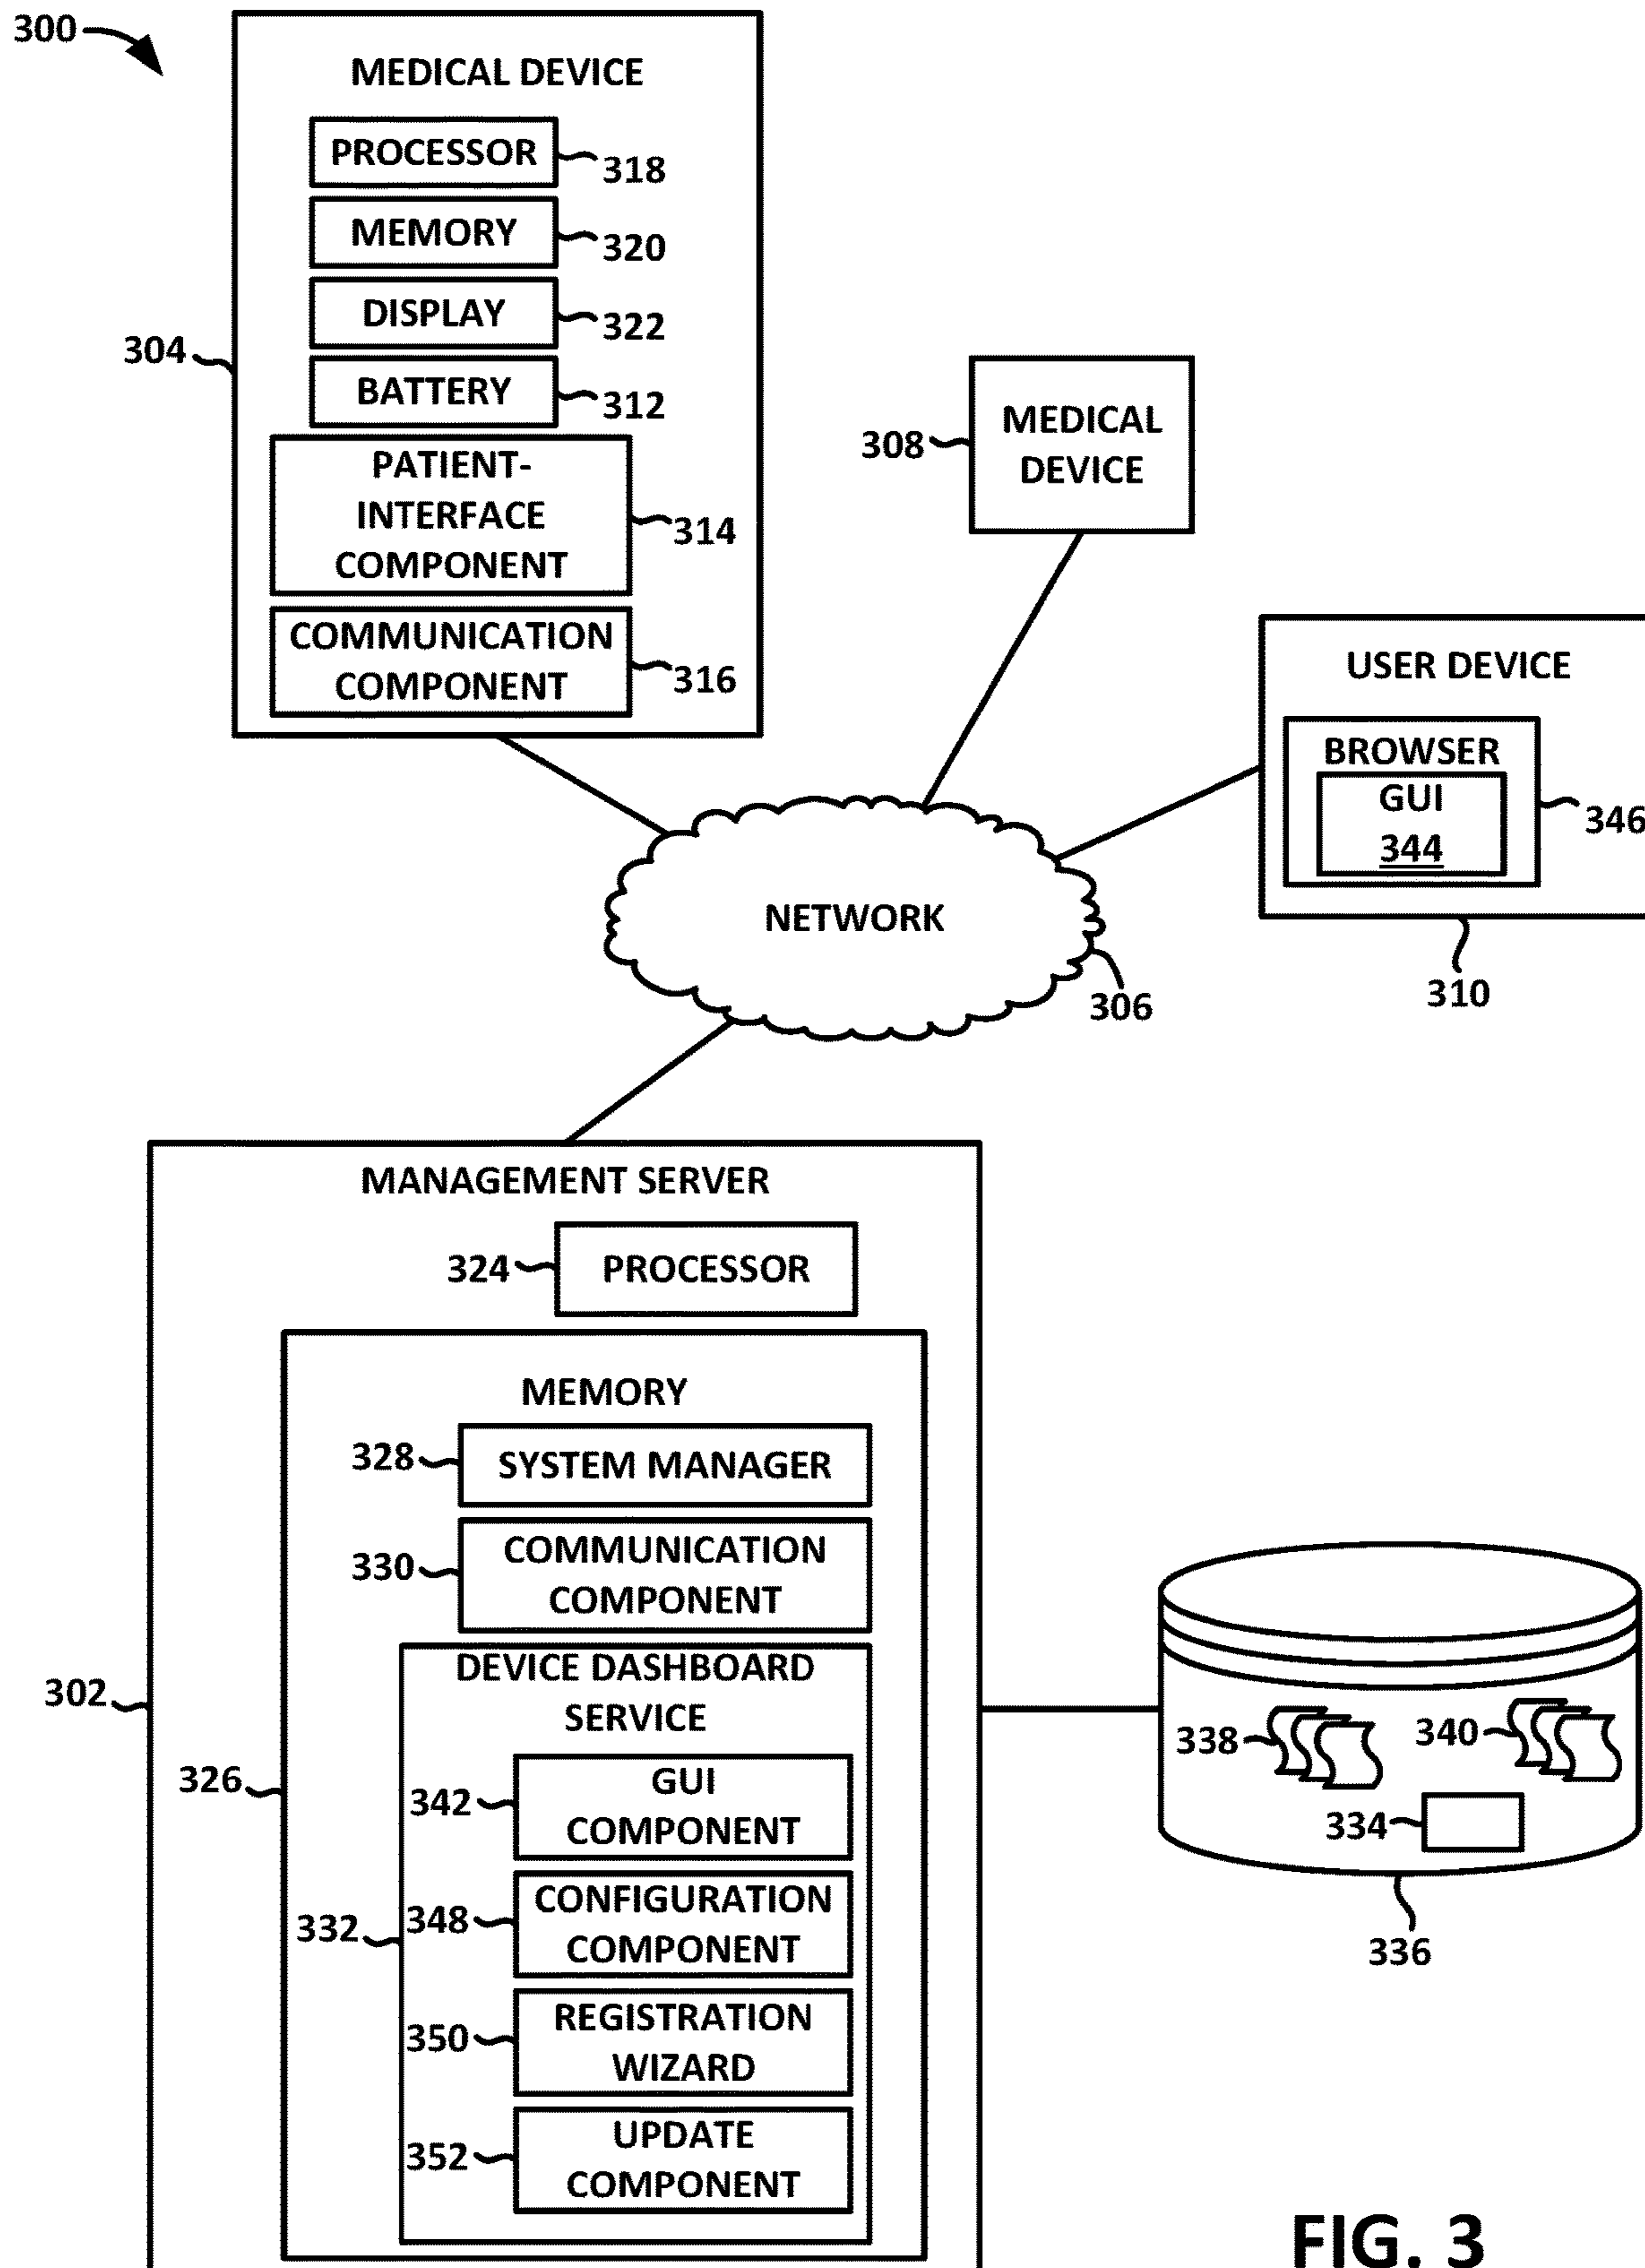 300
MEDICAL DEVICE
PROCESSOR
318
MEMORY
320
DISPLAY
322
304
BATTERY
312
PATIENT-
INTERFACE
COMPONENT
314
COMMUNICATION
COMPONENT
316
308
MEDICAL
DEVICE
USER DEVICE
BROWSER
GUI
344
346
310
NETWORK
306
MANAGEMENT SERVER
324
PROCESSOR
MEMORY
328
SYSTEM MANAGER
330
COMMUNICATION
COMPONENT
302
DEVICE DASHBOARD
SERVICE
326
342
GUI
COMPONENT
332
348
CONFIGURATION
COMPONENT
350
REGISTRATION
WIZARD
352
UPDATE
COMPONENT
338
340
334
336
FIG. 3